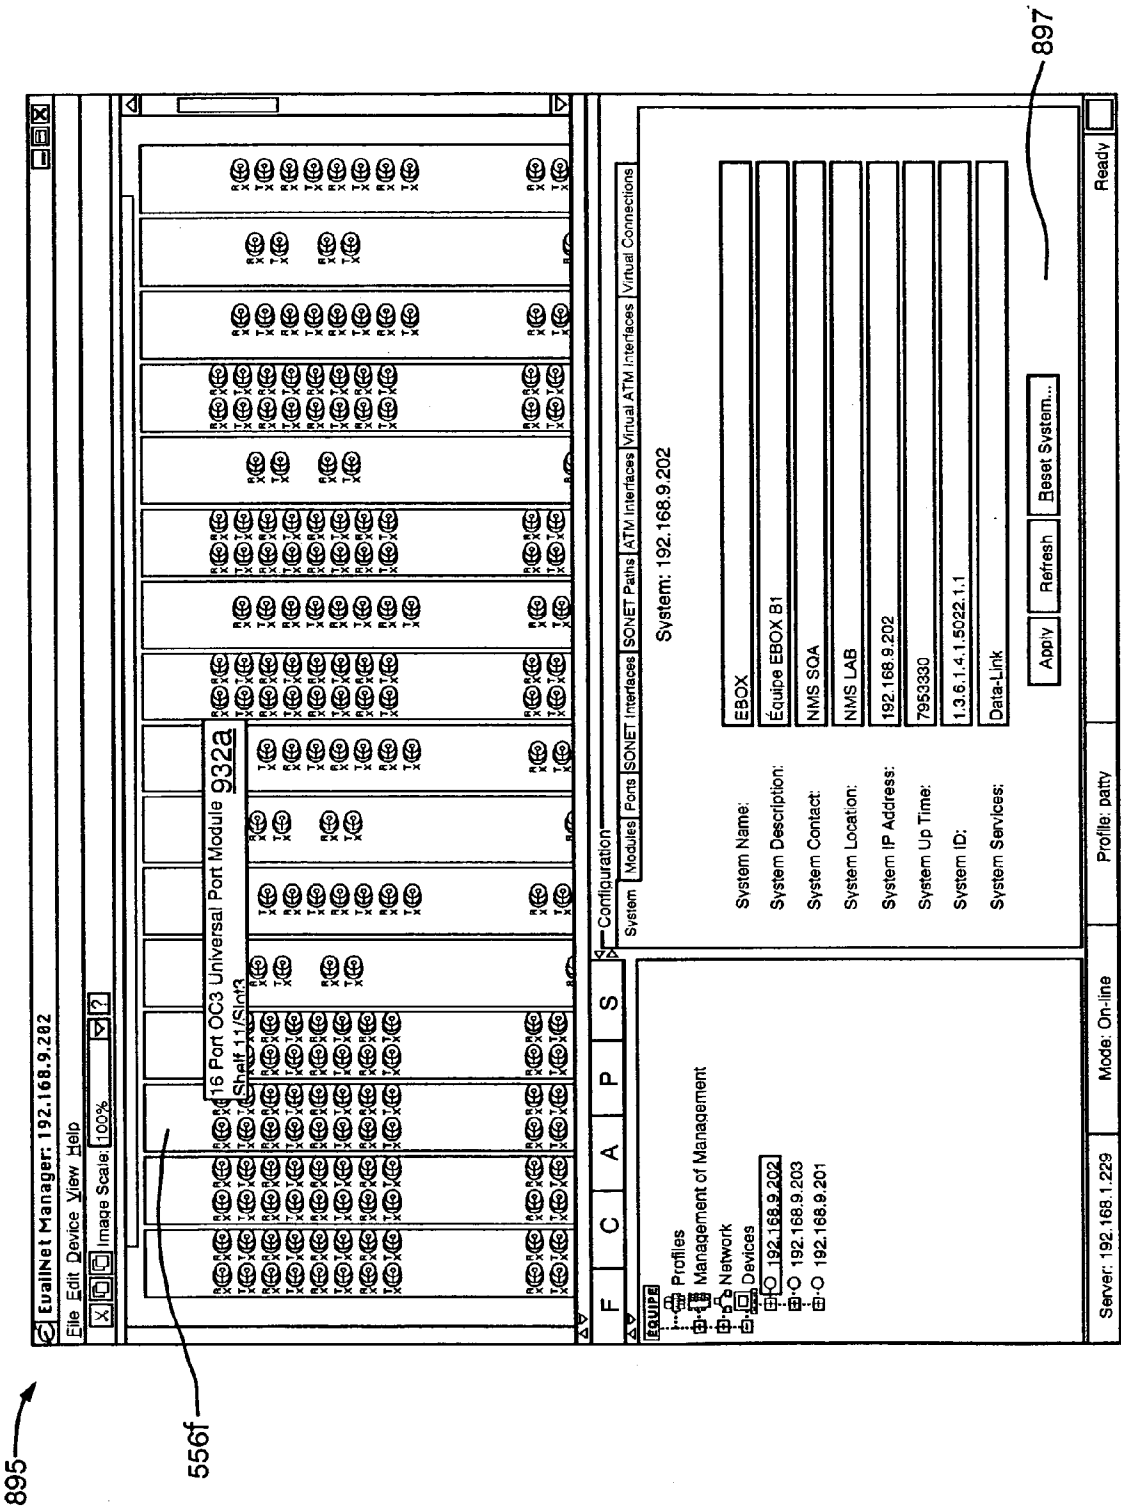 895
EvailNet Manager: 192.168.9.202
File Edit Device View Help
Image Scale: 100% ?
556f
16 Port OC3 Universal Port Module 932a
Shelf 11/Slot3
F C A P S
EQUIPE
Profiles
Management of Management
Network
Devices
192.168.9.202
192.168.9.203
192.168.9.201
Configuration
System Modules Ports SONET Interfaces SONET Paths ATM Interfaces Virtual ATM Interfaces Virtual Connections
System: 192.168.9.202
System Name: EBOX
System Description: Équipe EBOX B1
System Contact: NMS SQA
System Location: NMS LAB
System IP Address: 192.168.9.202
System Up Time: 7953330
System ID: 1.3.6.1.4.1.5022.1.1
System Services: Data-Link
Apply Refresh Reset System...
897
Server: 192.168.1.229 Mode: On-line Profile: patty Ready